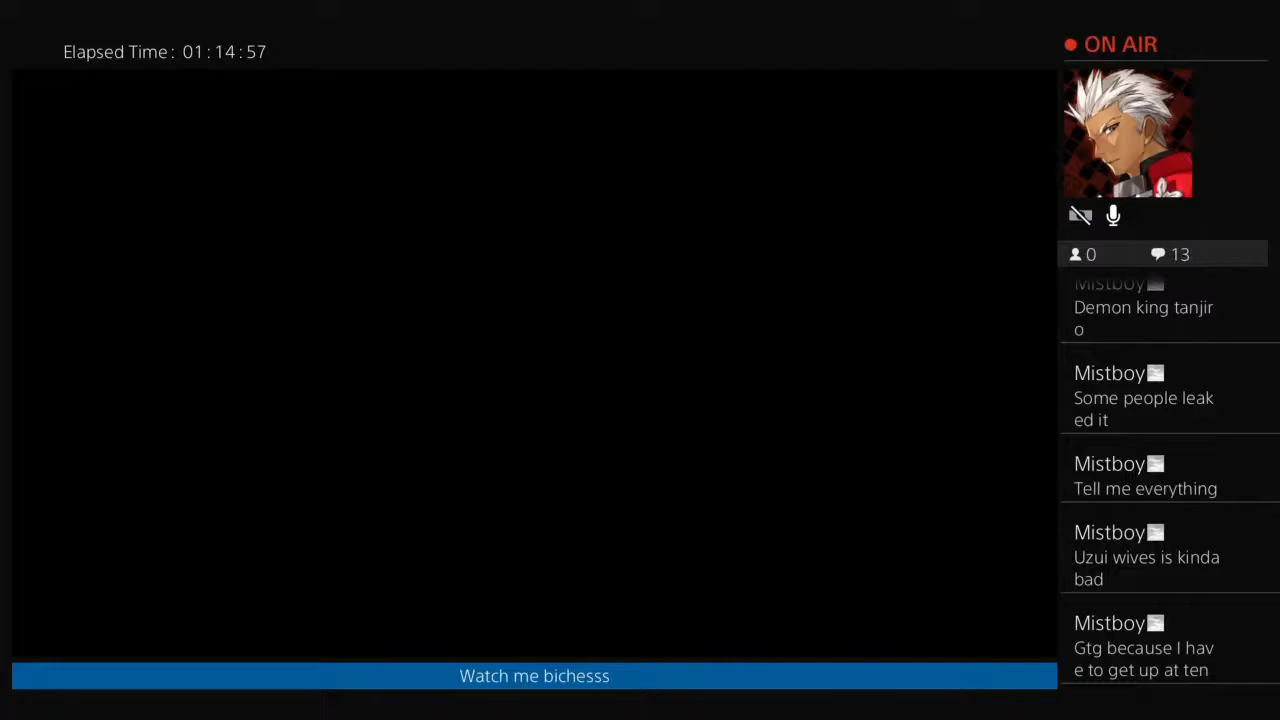 Elapsed Time: 01:14:57
ON AIR
0 13
Mistboy
Demon king tanjir
o
Mistboy
Some people leak
ed it
Mistboy
Tell me everything
Mistboy
Uzui wives is kinda
bad
Mistboy
Gtg because I hav
e to get up at ten
Watch me bichesss